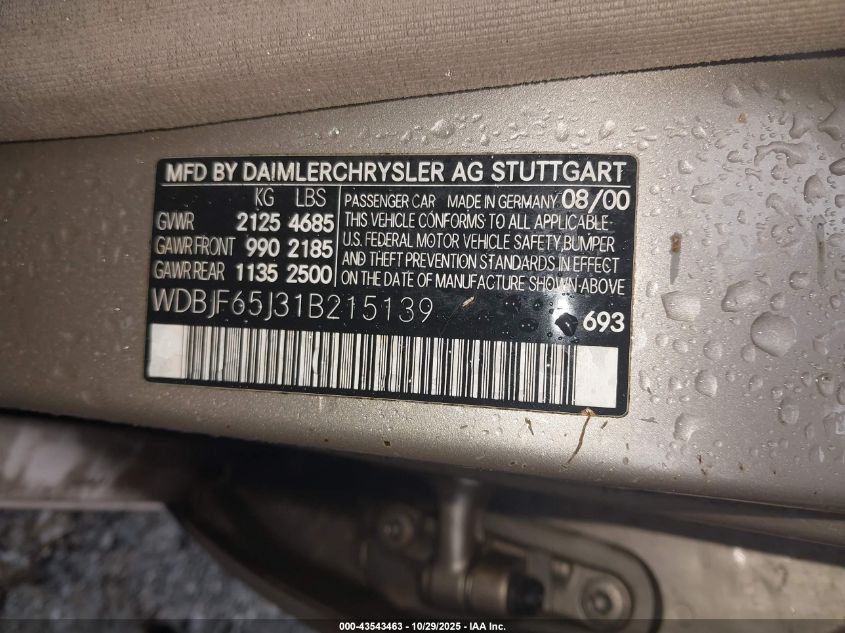 MFD BY DAIMLERCHRYSLER AG STUTTGART
KG LBS
GVWR 2125 4685
GAWR FRONT 990 2185
GAWR REAR 1135 2500
PASSENGER CAR MADE IN GERMANY 08/00
THIS VEHICLE CONFORMS TO ALL APPLICABLE
U.S. FEDERAL MOTOR VEHICLE SAFETY,BUMPER
AND THEFT PREVENTION STANDARDS IN EFFECT
ON THE DATE OF MANUFACTURE SHOWN ABOVE
WDBJF65J31B215139
693
000-43543463 - 10/29/2025 - IAA Inc.